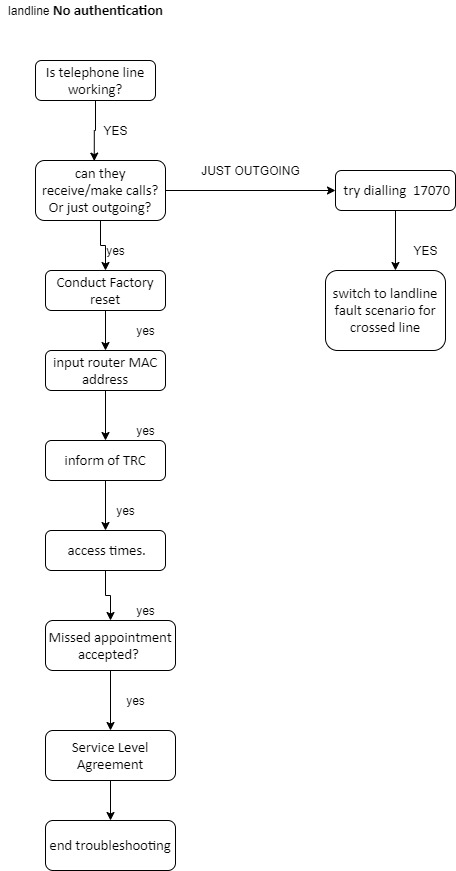 landline No authentication
Is telephone line
working?
YES
can they
receive/make calls?
Or just outgoing?
JUST OUTGOING
try dialling 17070
yes
YES
Conduct Factory
reset
switch to landline
fault scenario for
crossed line
yes
input router MAC
address
yes
inform of TRC
yes
access times.
yes
Missed appointment
accepted?
yes
Service Level
Agreement
end troubleshooting